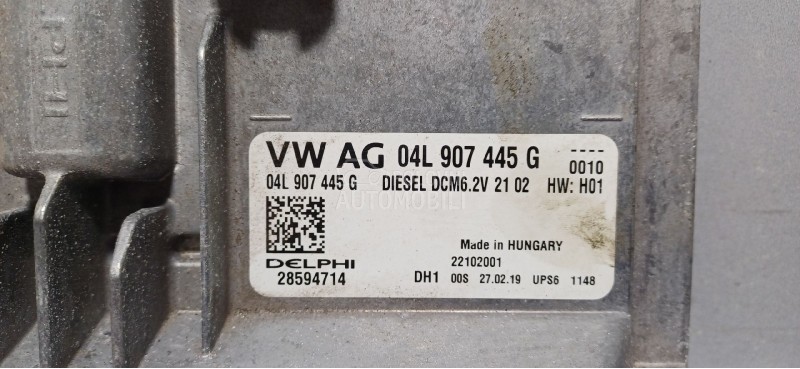 VW AG 04L 907 445 G ----
0010
04L 907 445 G DIESEL DCM6.2V 21 02 HW: H01
AUTOMOBILI
Made in HUNGARY
DELPHI 22102001
28594714 DH1 00S 27.02.19 UPS6 1148